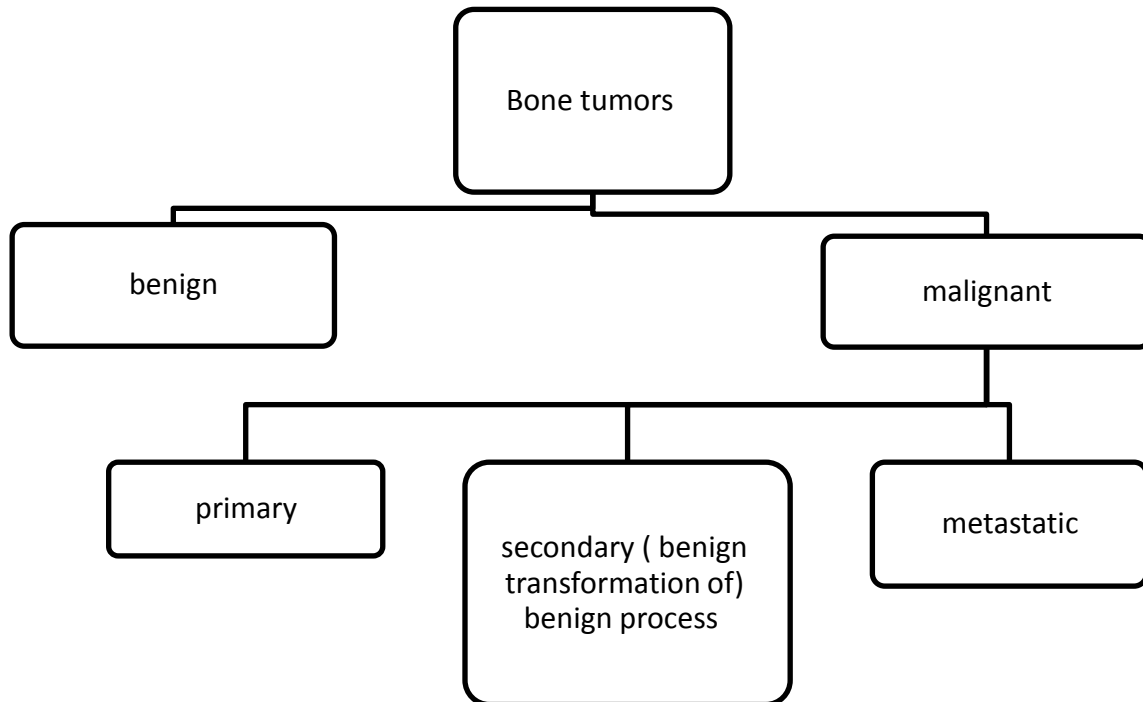 Bone tumors
benign
malignant
primary
secondary ( benign
transformation of)
benign process
metastatic